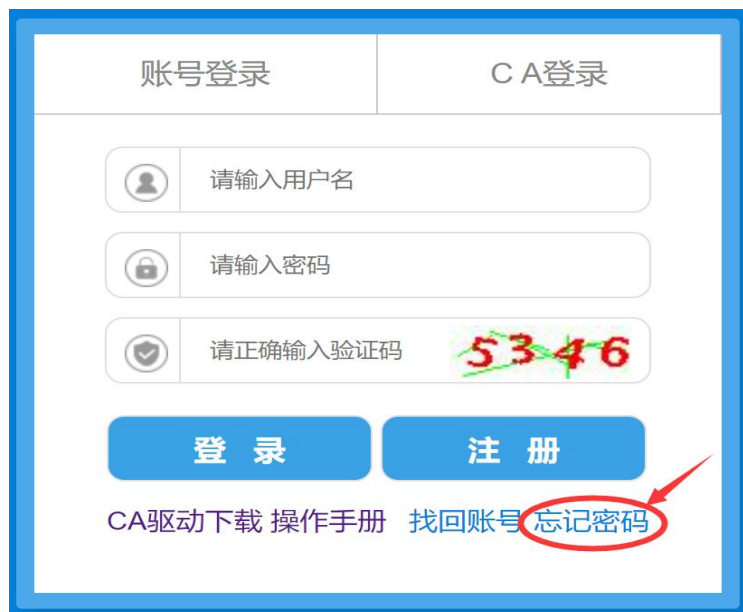 账号登录 CA登录
请输入用户名
请输入密码
请正确输入验证码 5346
登 录 注 册
CA驱动下载 操作手册 找回账号 忘记密码